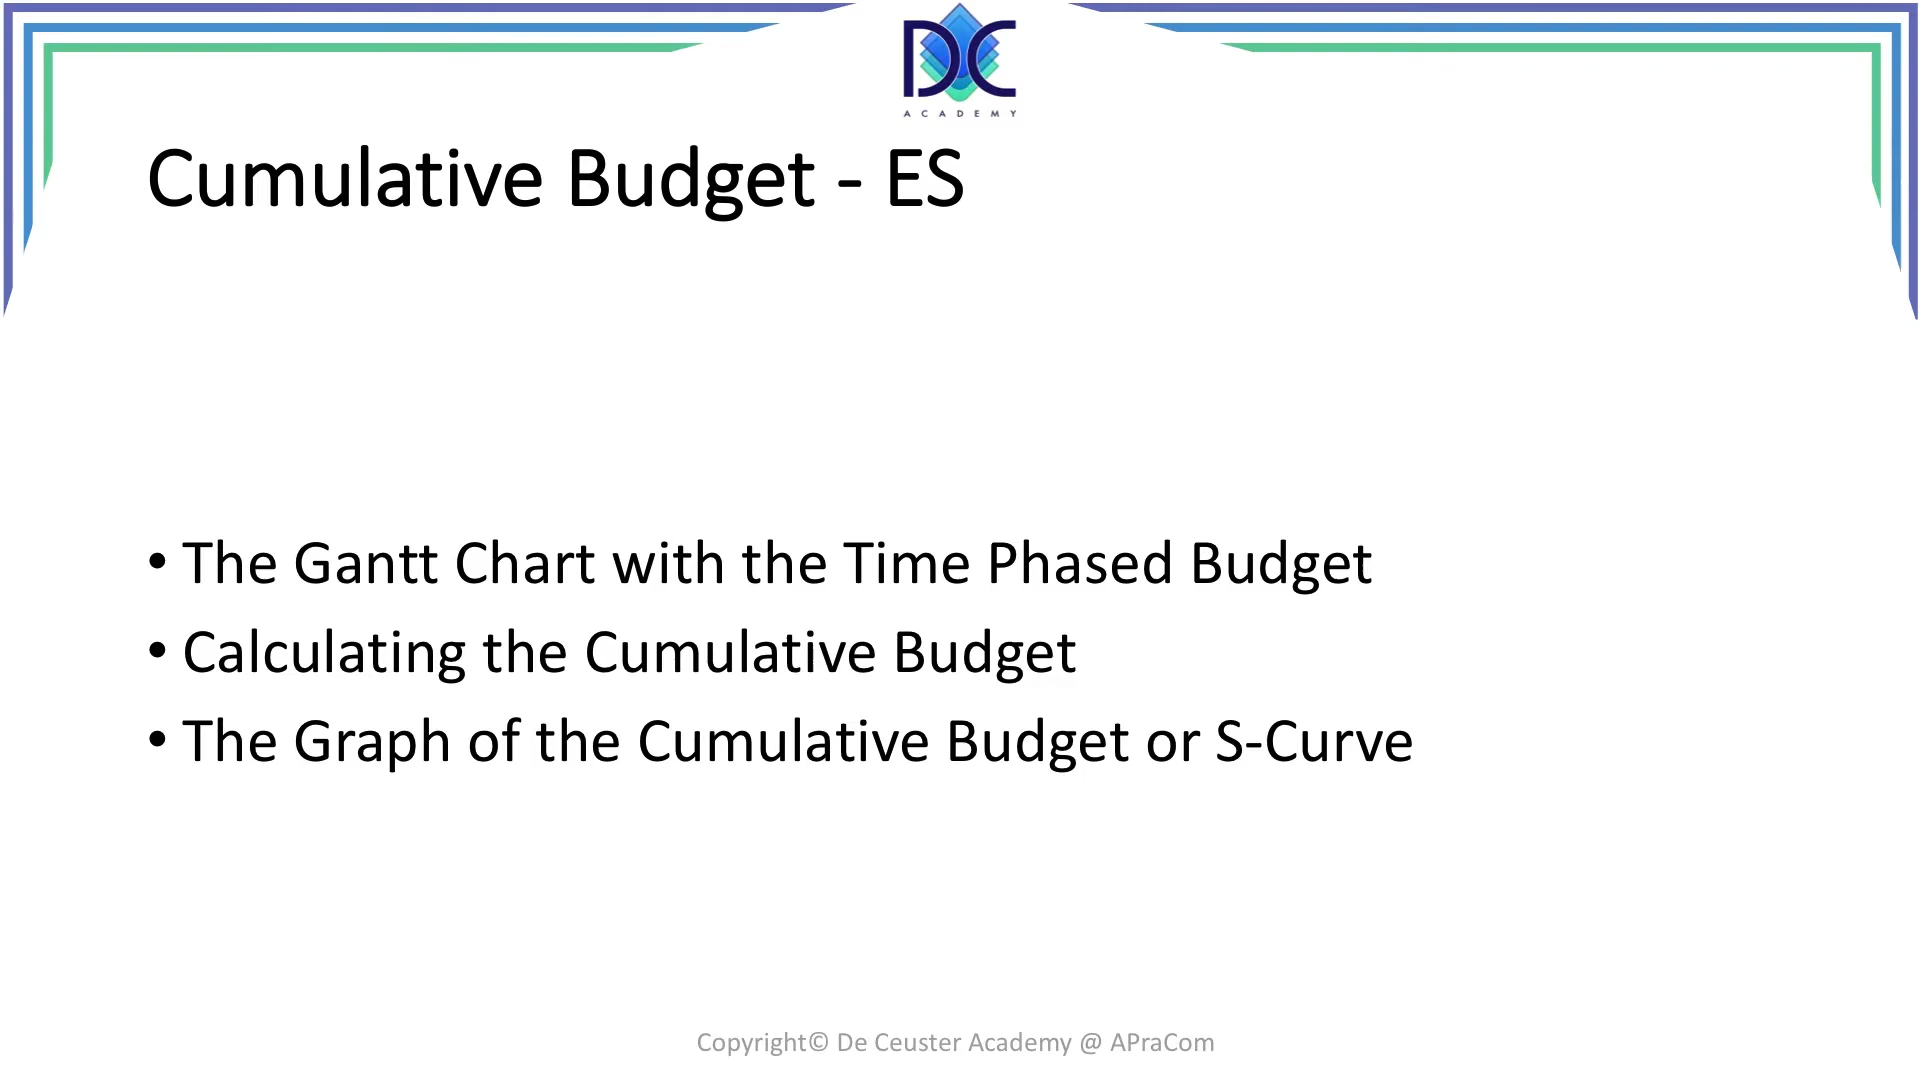 DC
ACADEMY
Cumulative Budget - ES
• The Gantt Chart with the Time Phased Budget
• Calculating the Cumulative Budget
• The Graph of the Cumulative Budget or S-Curve
Copyright© De Ceuster Academy @ APraCom